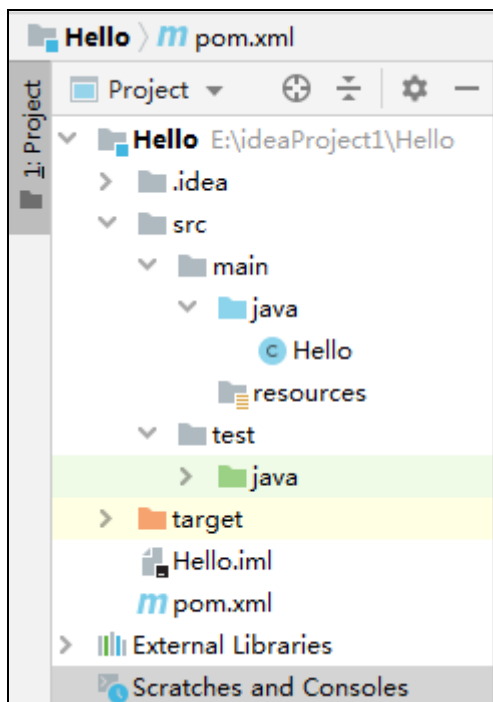 Hello pom.xml
1: Project
Project
Hello E:\ideaProject1\Hello
.idea
src
main
java
Hello
resources
test
java
target
Hello.iml
pom.xml
External Libraries
Scratches and Consoles